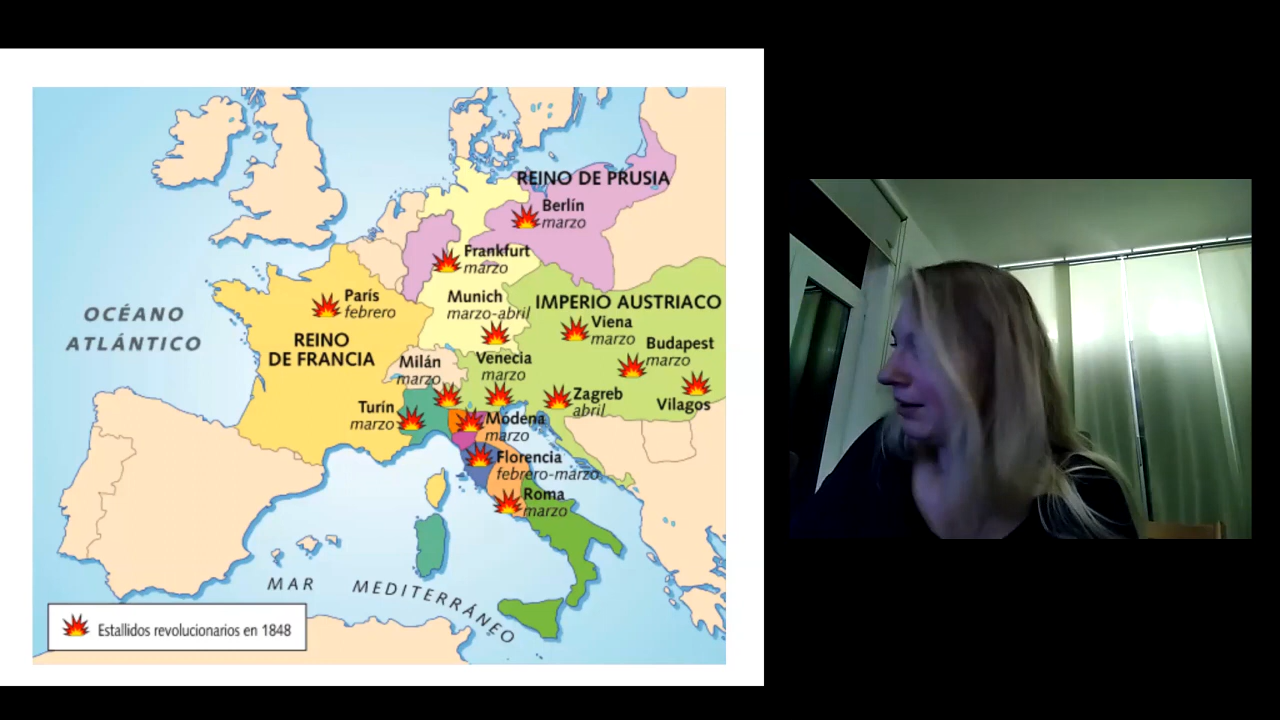 REINO DE PRUSIA
Berlín
marzo
Frankfurt
marzo
París
febrero
Munich
marzo-abril
IMPERIO AUSTRIACO
Viena
marzo
OCÉANO
ATLÁNTICO
REINO
DE FRANCIA
Budapest
marzo
Milán
marzo
Venecia
marzo
Zagreb
abril
Vilagos
Turín
marzo
Módena
marzo
Florencia
febrero-marzo
Roma
marzo
MAR MEDITERRÁNEO
Estallidos revolucionarios en 1848